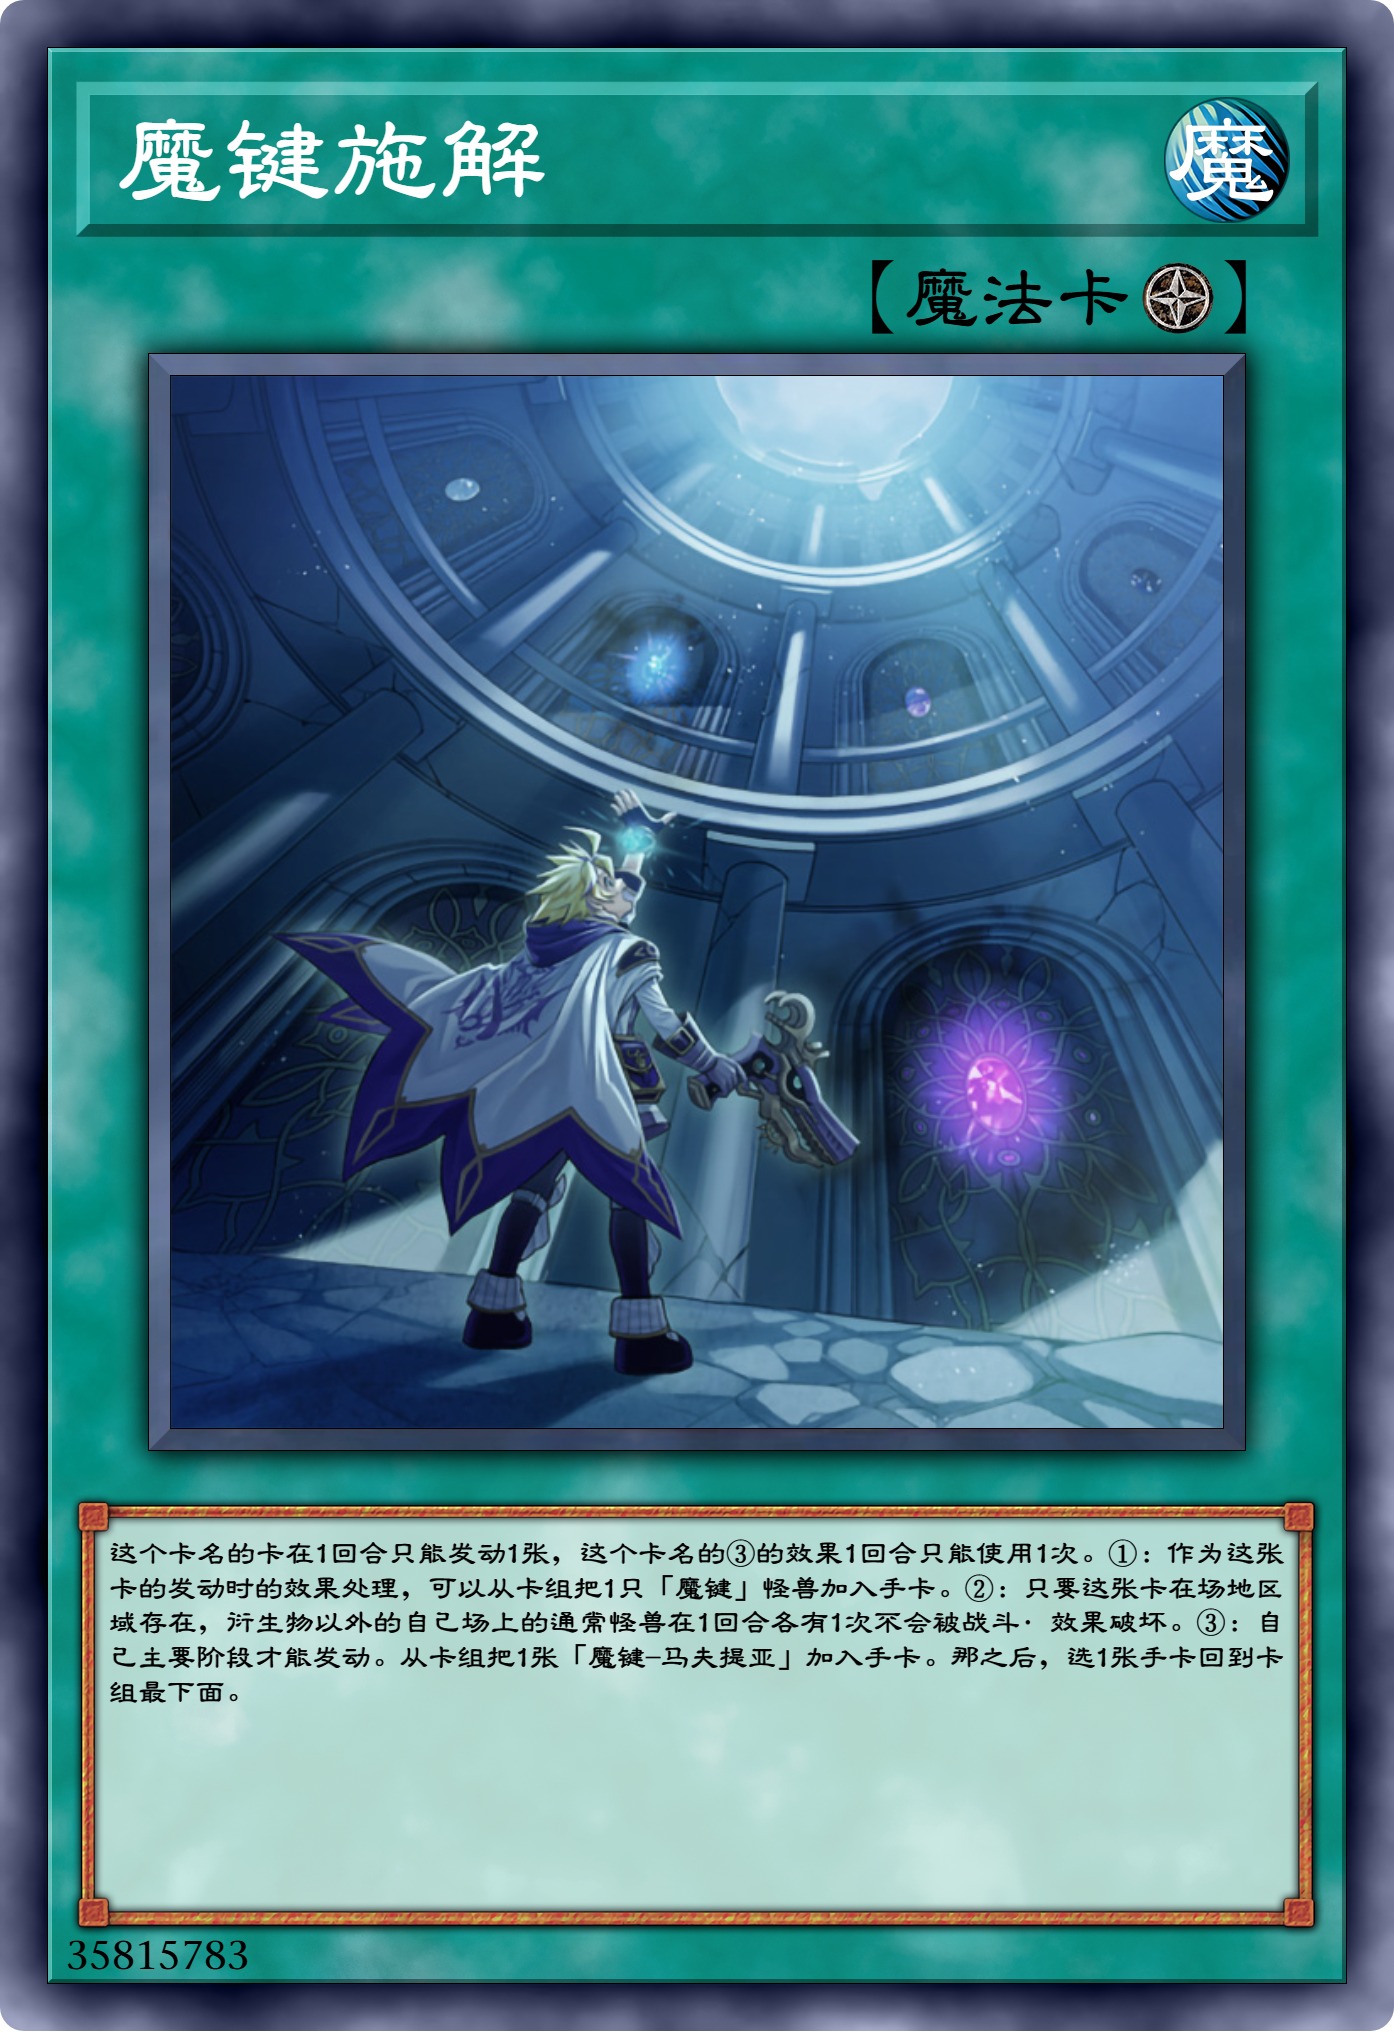 魔键施解
魔
【魔法卡】
这个卡名的卡在1回合只能发动1张，这个卡名的③的效果1回合只能使用1次。①：作为这张
卡的发动时的效果处理，可以从卡组把1只「魔键」怪兽加入手卡。②：只要这张卡在场地区
域存在，衍生物以外的自己场上的通常怪兽在1回合各有1次不会被战斗·效果破坏。③：自
己主要阶段才能发动。从卡组把1张「魔键－马夫提亚」加入手卡。那之后，选1张手卡回到卡
组最下面。
35815783